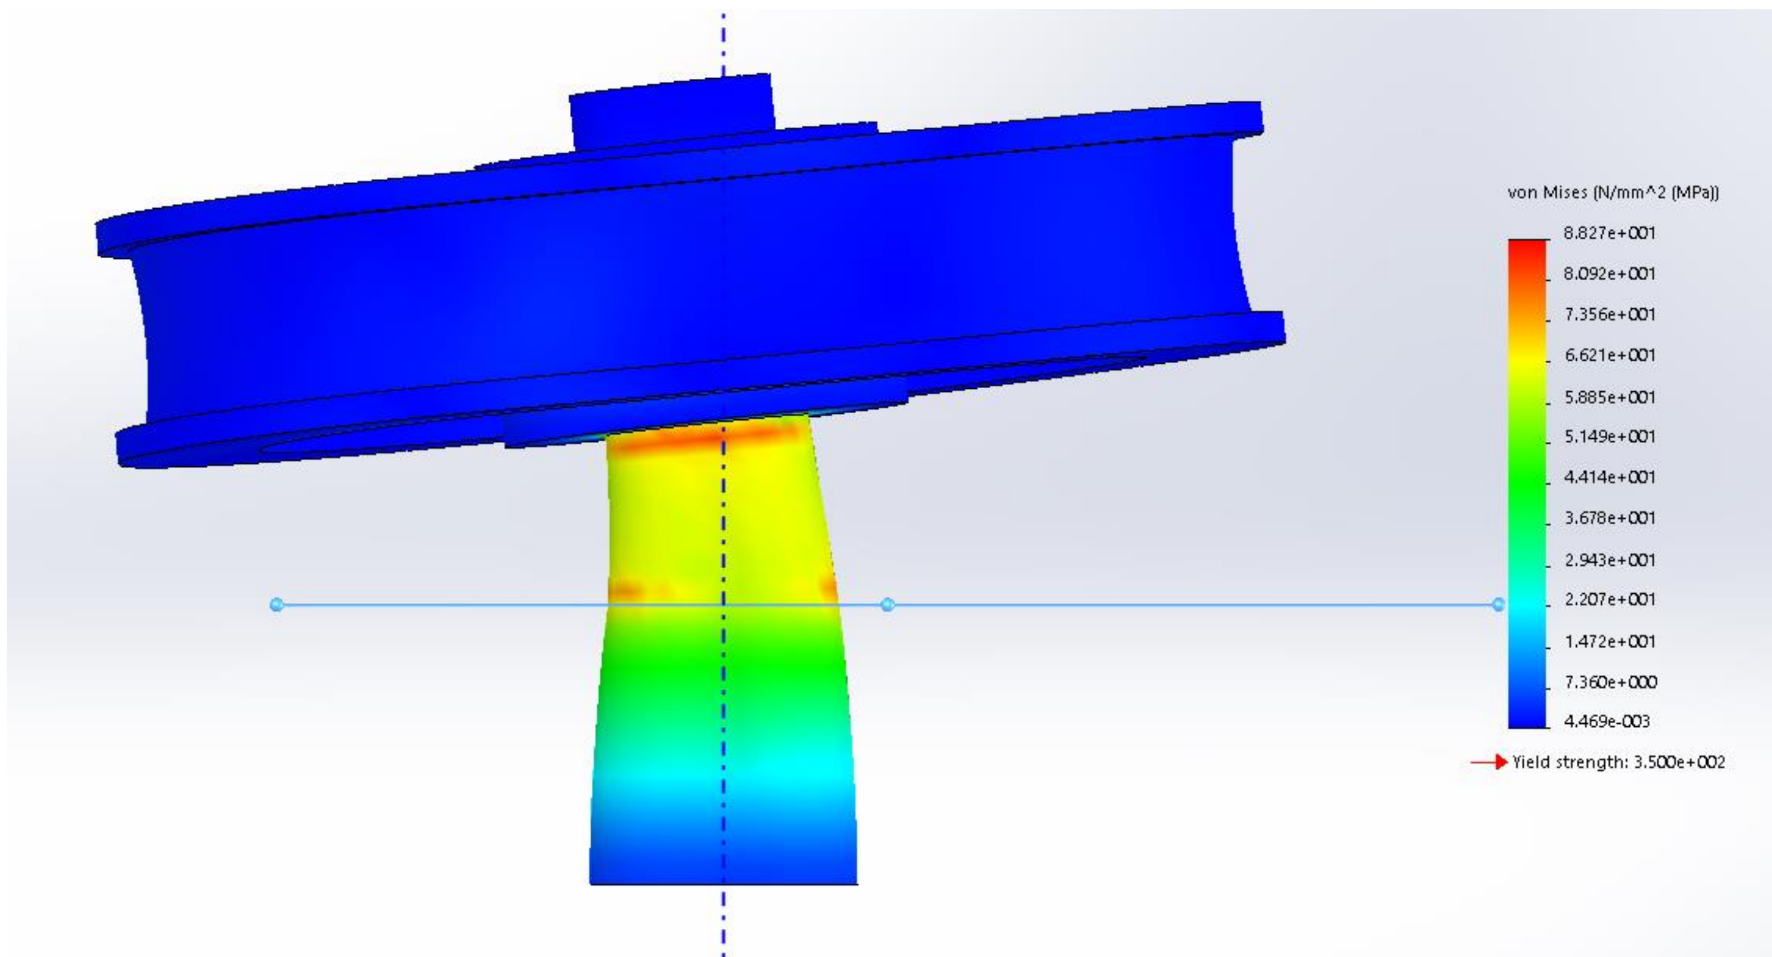 von Mises (N/mm^2 (MPa))
8.827e+001
8.092e+001
7.356e+001
6.621e+001
5.885e+001
5.149e+001
4.414e+001
3.678e+001
2.943e+001
2.207e+001
1.472e+001
7.360e+000
4.469e-003
Yield strength: 3.500e+002